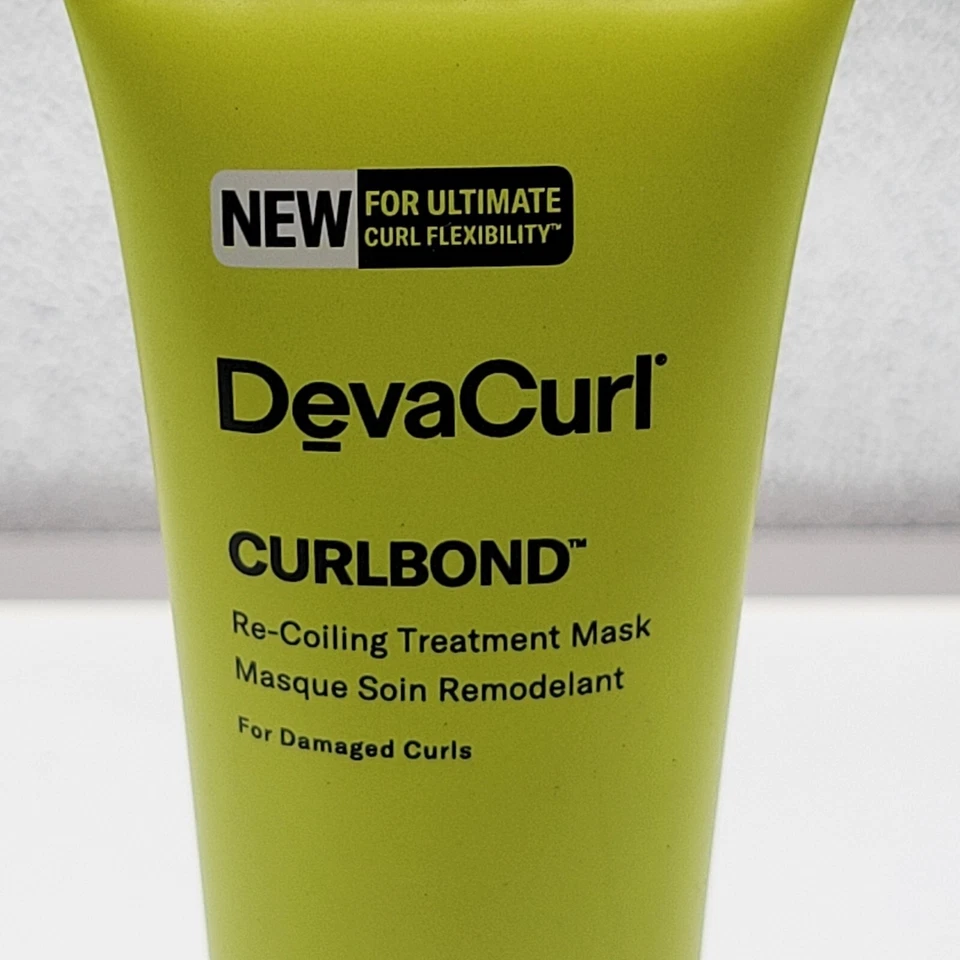 NEW FOR ULTIMATE
CURL FLEXIBILITY™
DevaCurl®
CURLBOND™
Re-Coiling Treatment Mask
Masque Soin Remodelant
For Damaged Curls